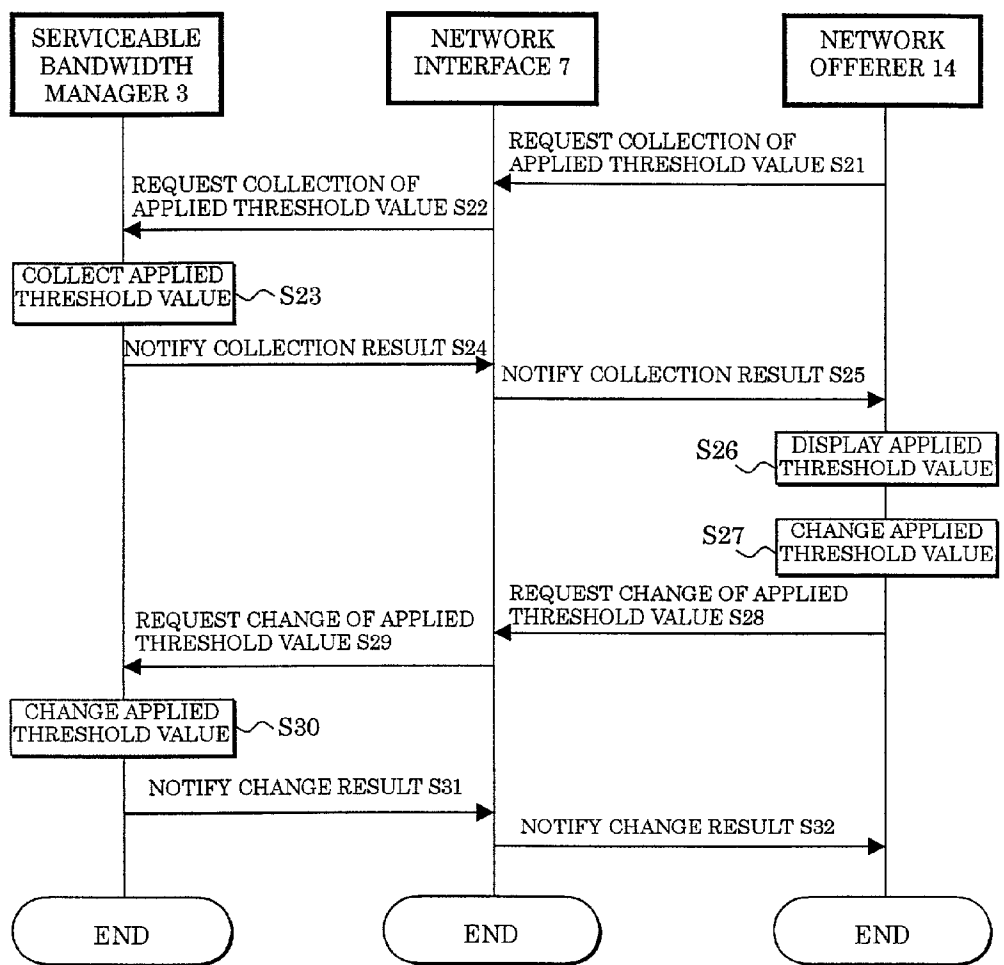 SERVICEABLE
BANDWIDTH
MANAGER 3
NETWORK
INTERFACE 7
NETWORK
OFFERER 14
REQUEST COLLECTION OF
APPLIED THRESHOLD VALUE S21
REQUEST COLLECTION OF
APPLIED THRESHOLD VALUE S22
COLLECT APPLIED
THRESHOLD VALUE
S23
NOTIFY COLLECTION RESULT S24
NOTIFY COLLECTION RESULT S25
S26
DISPLAY APPLIED
THRESHOLD VALUE
S27
CHANGE APPLIED
THRESHOLD VALUE
REQUEST CHANGE OF APPLIED
THRESHOLD VALUE S28
REQUEST CHANGE OF APPLIED
THRESHOLD VALUE S29
CHANGE APPLIED
THRESHOLD VALUE
S30
NOTIFY CHANGE RESULT S31
NOTIFY CHANGE RESULT S32
END
END
END